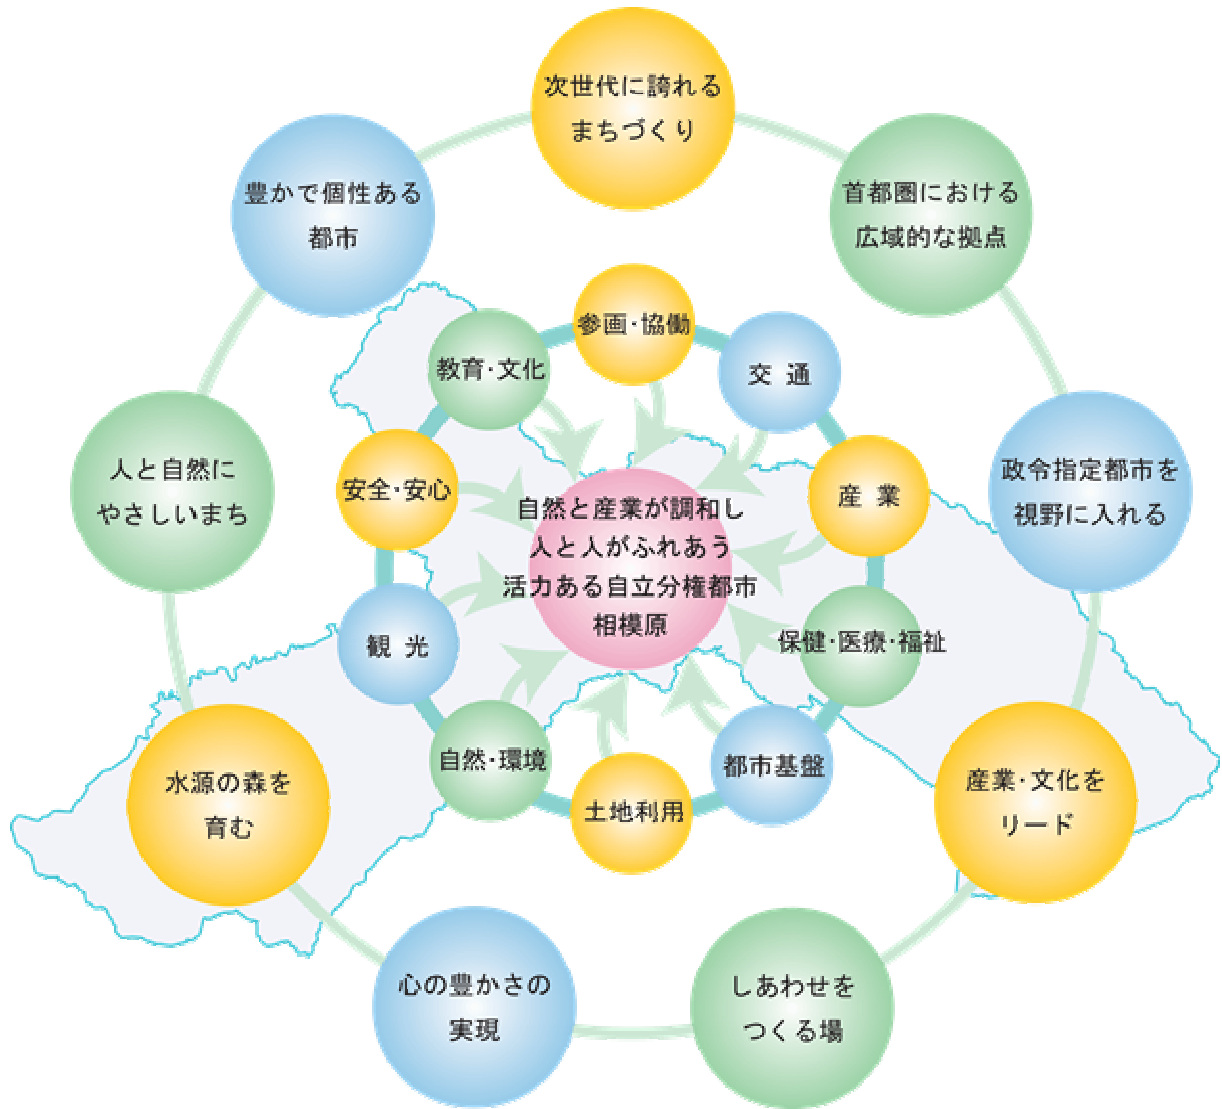 次世代に誇れる
まちづくり
首都圏における
広域的な拠点
政令指定都市を
視野に入れる
産業・文化を
リード
しあわせを
つくる場
心の豊かさの
実現
水源の森を
育む
人と自然に
やさしいまち
豊かで個性ある
都市
参画・協働
交通
産業
保健・医療・福祉
都市基盤
土地利用
自然・環境
観光
安全・安心
教育・文化
自然と産業が調和し
人と人がふれあう
活力ある自立分権都市
相模原